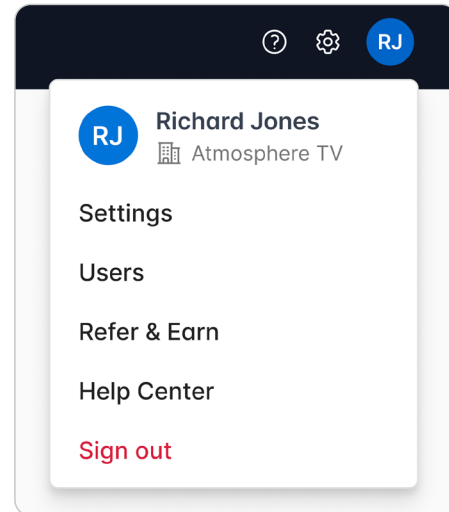 RJ
RJ
Richard Jones
Atmosphere TV
Settings
Users
Refer & Earn
Help Center
Sign out